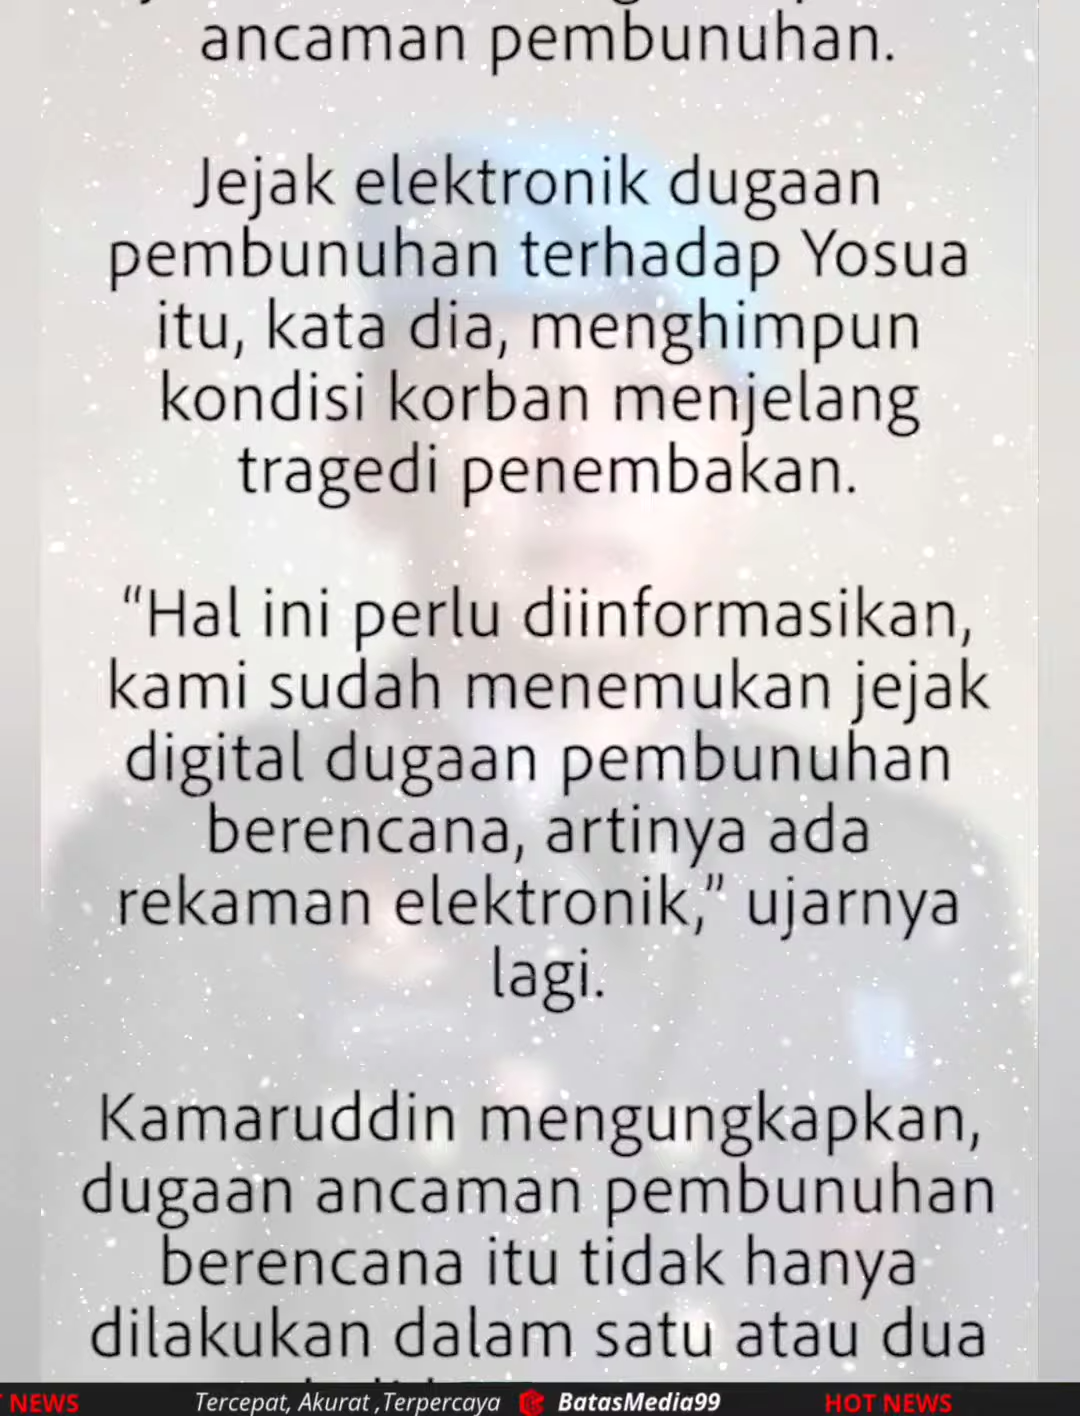 ancaman pembunuhan.
Jejak elektronik dugaan
pembunuhan terhadap Yosua
itu, kata dia, menghimpun
kondisi korban menjelang
tragedi penembakan.
“Hal ini perlu diinformasikan,
kami sudah menemukan jejak
digital dugaan pembunuhan
berencana, artinya ada
rekaman elektronik,” ujarnya
lagi.
Kamaruddin mengungkapkan,
dugaan ancaman pembunuhan
berencana itu tidak hanya
dilakukan dalam satu atau dua
NEWS Tercepat, Akurat ,Terpercaya BatasMedia99 HOT NEWS